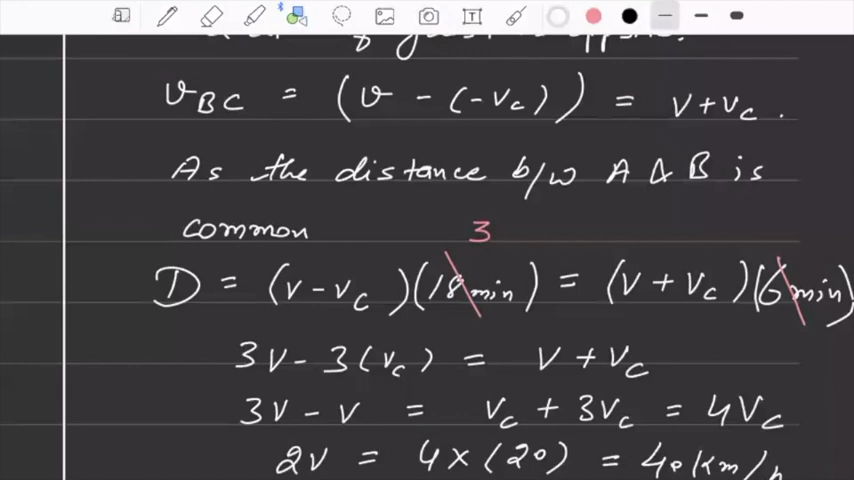 V_BC = (V - (-V_C)) = V + V_C.
As the distance b/w A & B is
common 3
D = (V - V_C)(18 min) = (V + V_C)(6 min)
3V - 3(V_C) = V + V_C
3V - V = V_C + 3V_C = 4V_C
2V = 4 × (20) = 40 km/h